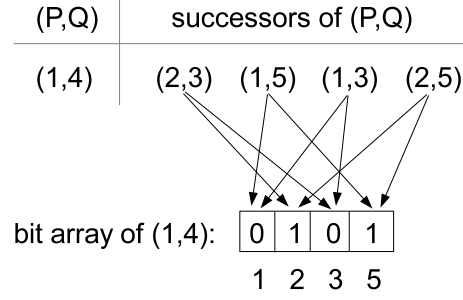 (P,Q) successors of (P,Q)
(1,4) (2,3) (1,5) (1,3) (2,5)
bit array of (1,4): 0 1 0 1
1 2 3 5